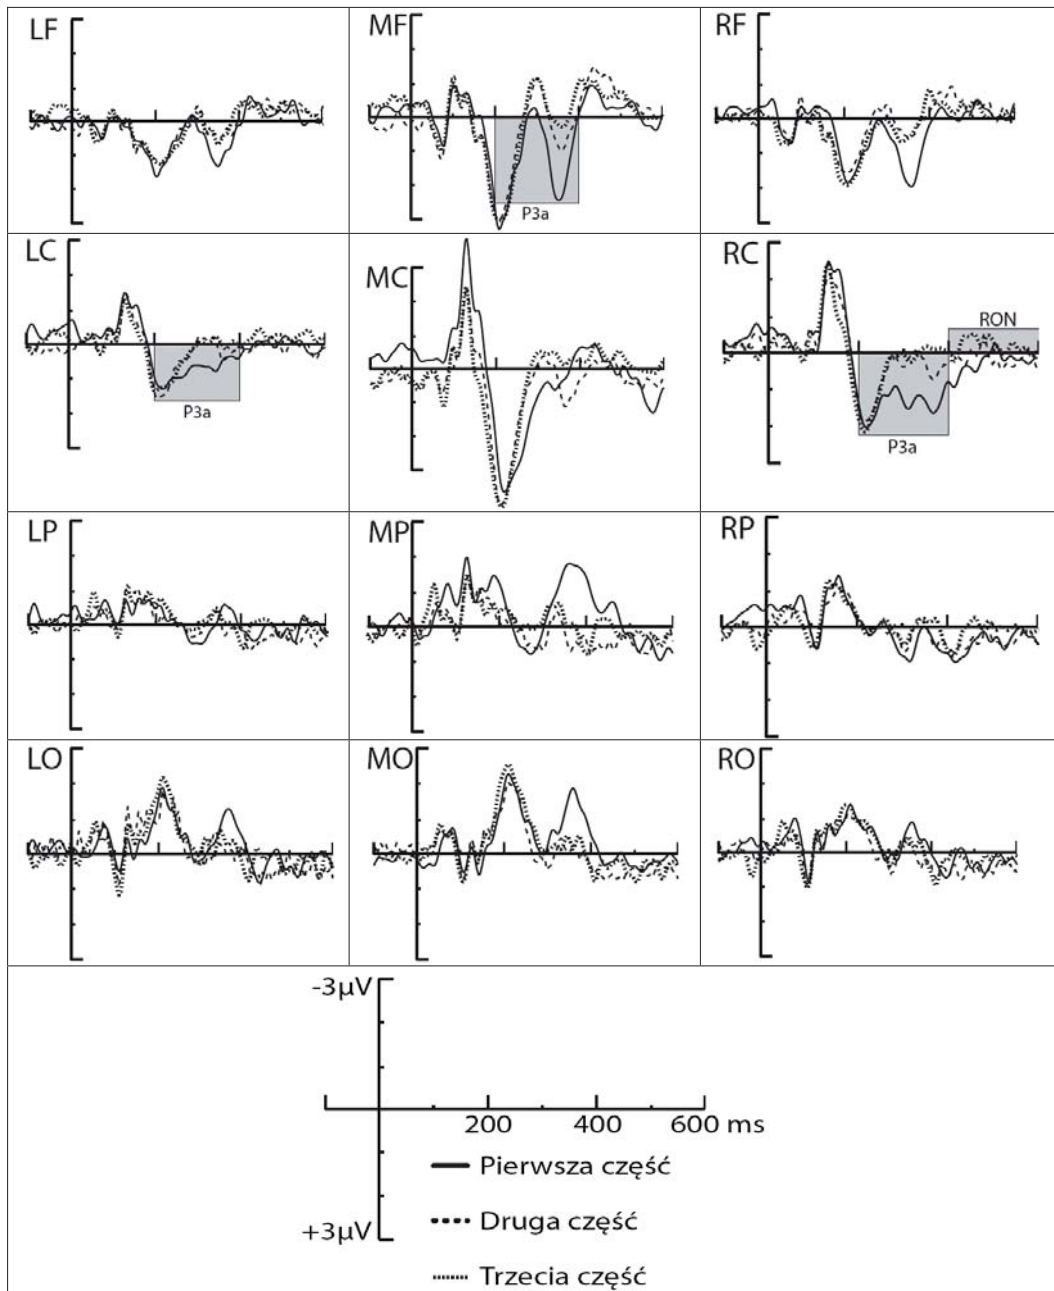 LF
MF
RF
P3a
LC
MC
RC
RON
P3a
P3a
LP
MP
RP
LO
MO
RO
-3µV
200
400
600 ms
Pierwsza część
Druga część
+3µV
Trzecia część